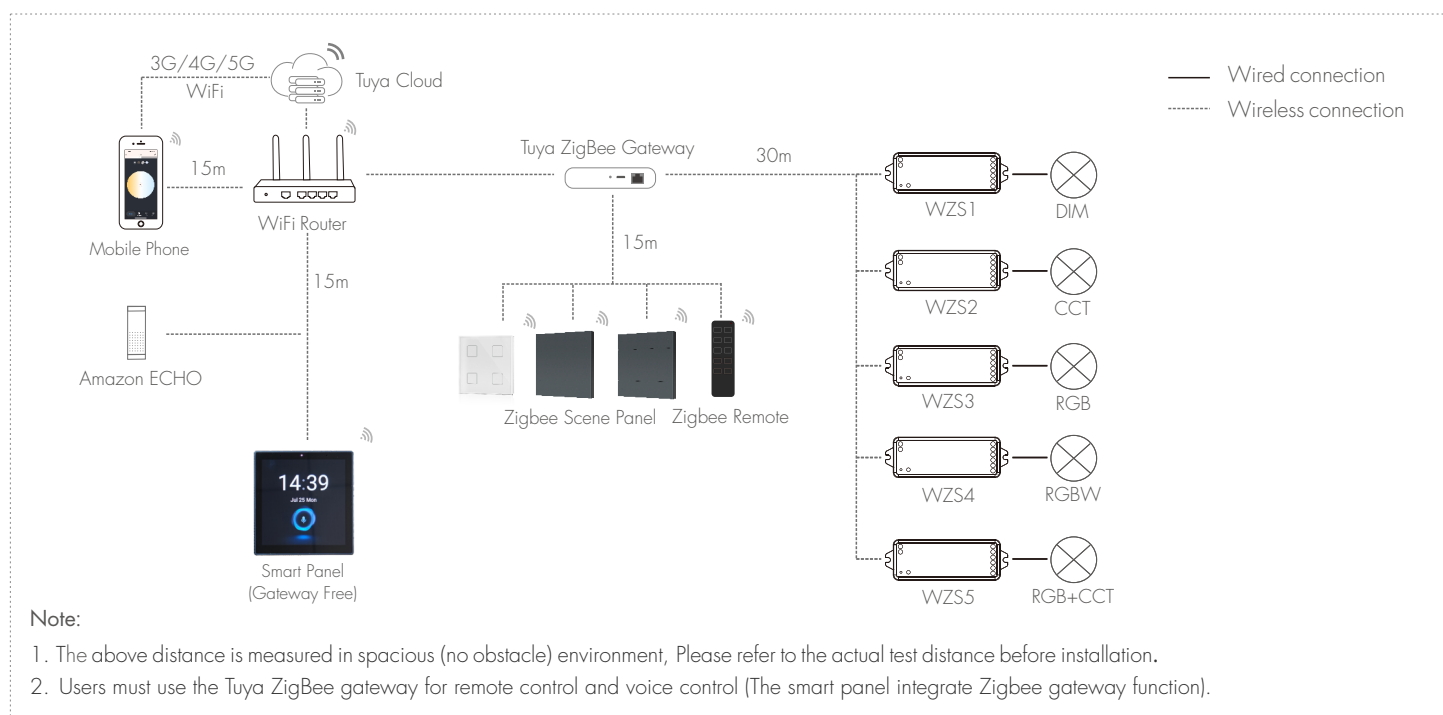 3G/4G/5G
WiFi
Tuya Cloud
Wired connection
Wireless connection
15m
Tuya ZigBee Gateway
30m
WiFi Router
Mobile Phone
WZS1
DIM
15m
15m
WZS2
CCT
Amazon ECHO
WZS3
RGB
Zigbee Scene Panel
Zigbee Remote
14:39
Jul 25 Mon
WZS4
RGBW
Smart Panel
(Gateway Free)
WZS5
RGB+CCT
Note:
1. The above distance is measured in spacious (no obstacle) environment, Please refer to the actual test distance before installation.
2. Users must use the Tuya ZigBee gateway for remote control and voice control (The smart panel integrate Zigbee gateway function).